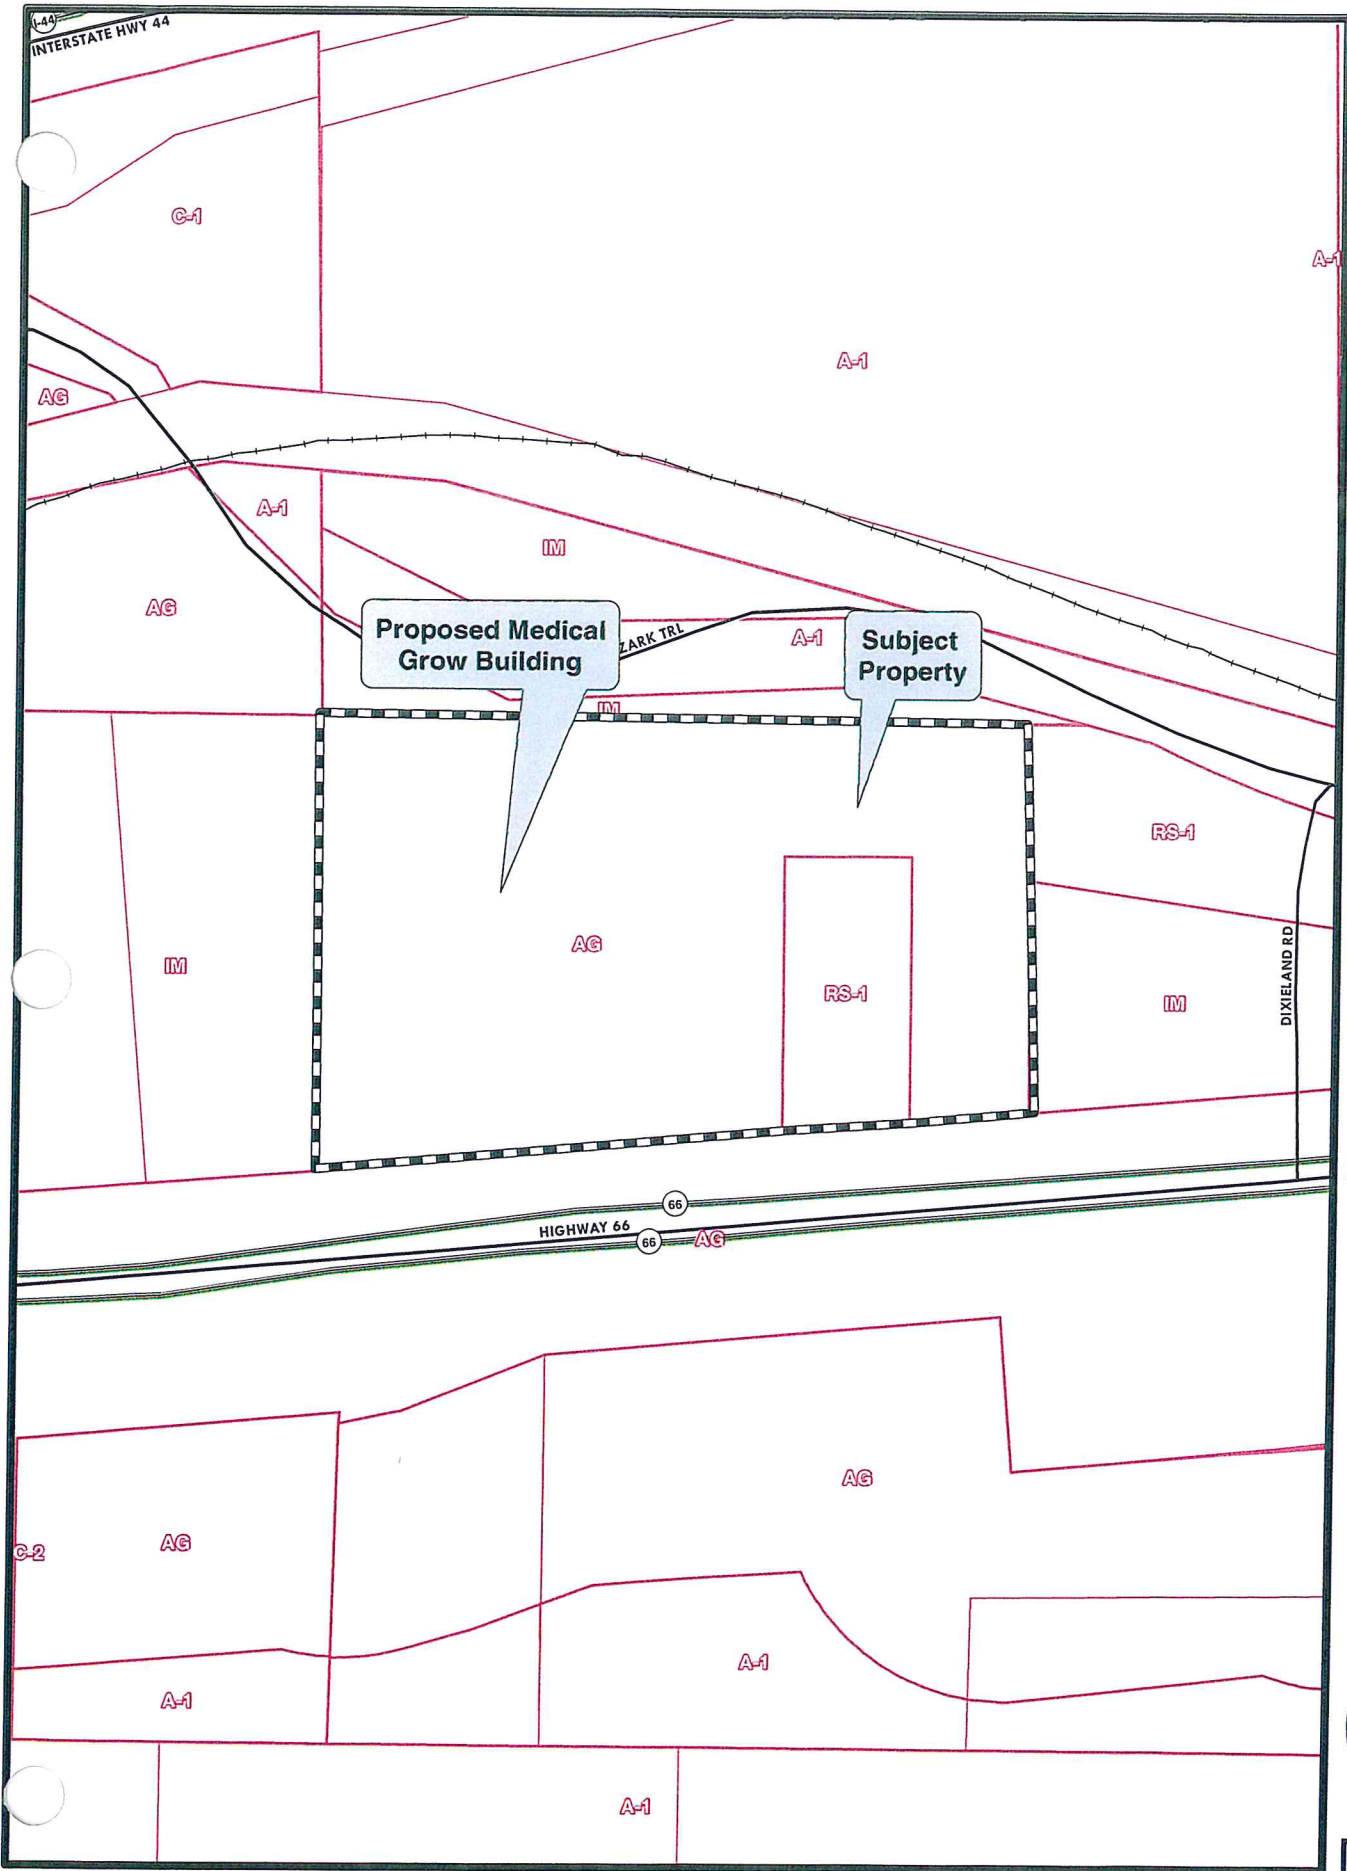 I-44
INTERSTATE HWY 44
C-1
A-1
A-1
AG
A-1
IM
AG
Proposed Medical
Grow Building
ZARK TRL
A-1
Subject
Property
IM
RS-1
AG
IM
RS-1
IM
DIXIELAND RD
66
HIGHWAY 66
66
AG
AG
AG
C-2
A-1
A-1
A-1